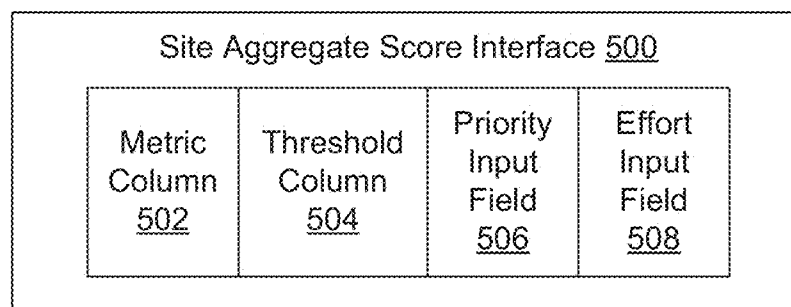 Site Aggregate Score Interface 500
Metric
Column
502
Threshold
Column
504
Priority
Input
Field
506
Effort
Input
Field
508